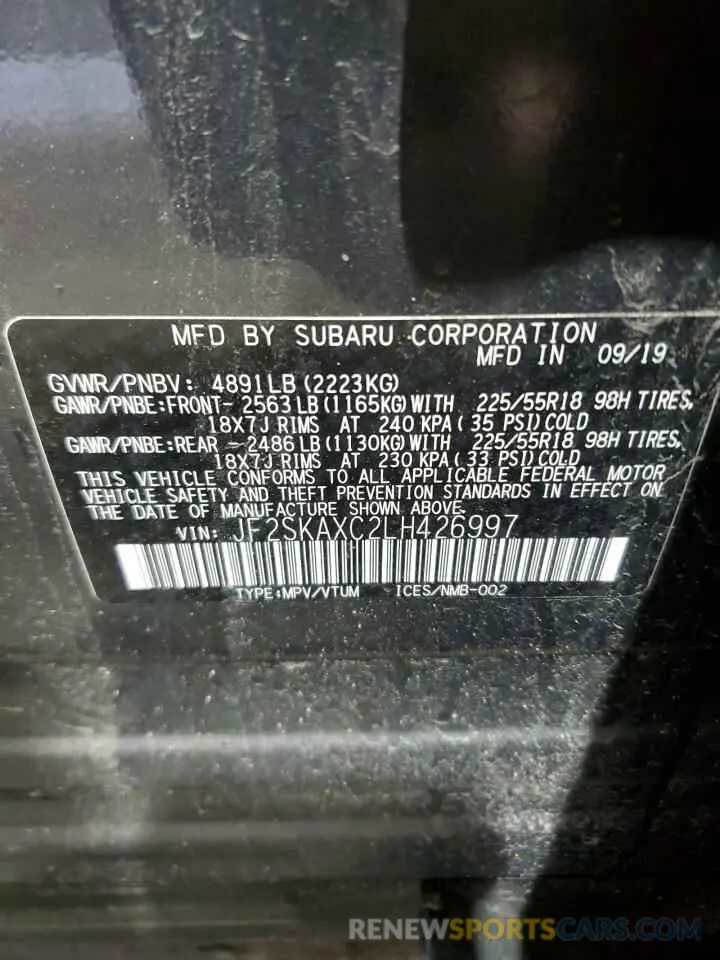 MFD BY SUBARU CORPORATION
MFD IN 09/19
GVWR/PNBV: 4891LB (2223KG)
GAWR/PNBE:FRONT- 2563LB(1165KG)WITH 225/55R18 98H TIRES,
18X7J RIMS AT 240 KPA(35 PSI)COLD
GAWR/PNBE:REAR -2486LB(1130KG)WITH 225/55R18 98H TIRES,
18X7J RIMS AT 230 KPA(33 PSI)COLD
THIS VEHICLE CONFORMS TO ALL APPLICABLE FEDERAL MOTOR
VEHICLE SAFETY AND THEFT PREVENTION STANDARDS IN EFFECT ON
THE DATE OF MANUFACTURE SHOWN ABOVE.
VIN: JF2SKAXC2LH426997
TYPE:MPV/VTUM ICES/NMB-002
RENEWSPORTSCARS.COM